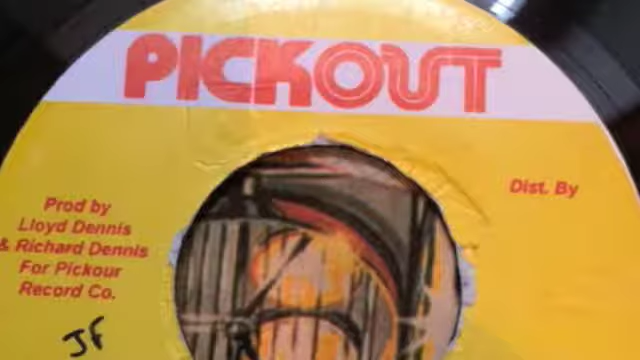 PICKOUT
Prod by
Lloyd Dennis
& Richard Dennis
For Pickour
Record Co.
Dist. By
JF